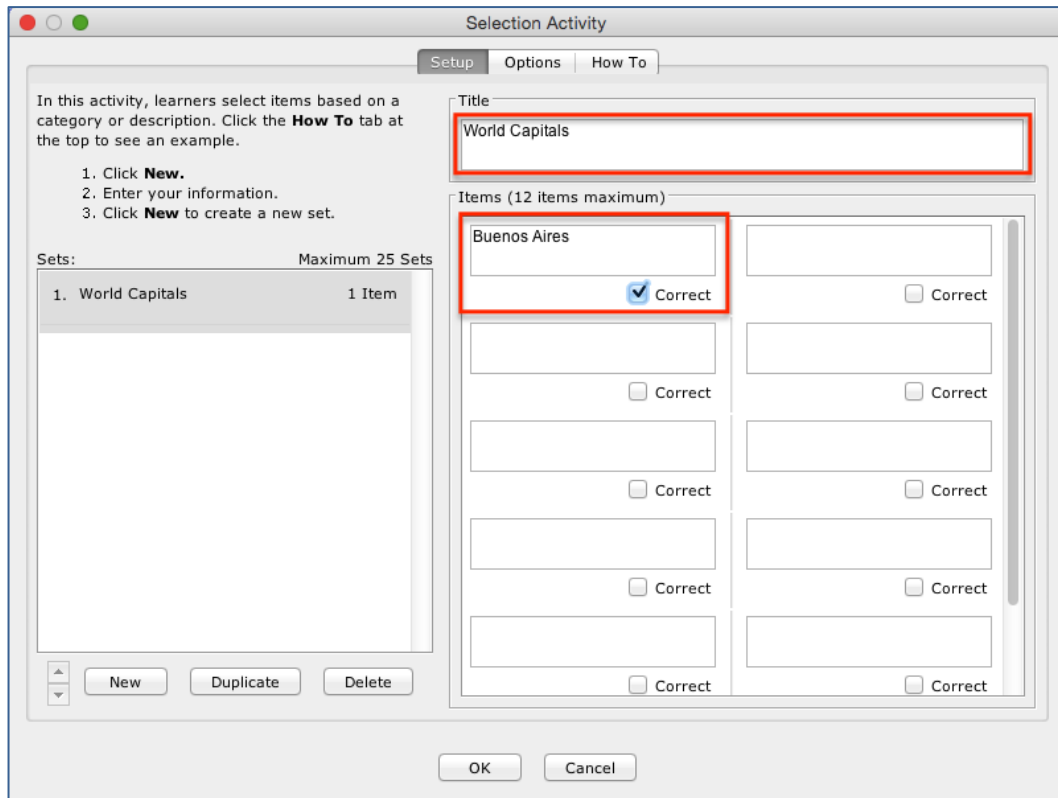 Selection Activity
Setup Options How To
In this activity, learners select items based on a
category or description. Click the How To tab at
the top to see an example.
1. Click New.
2. Enter your information.
3. Click New to create a new set.
Sets: Maximum 25 Sets
1. World Capitals 1 Item
New Duplicate Delete
Title
World Capitals
Items (12 items maximum)
Buenos Aires
Correct Correct
Correct Correct
Correct Correct
Correct Correct
Correct Correct
OK Cancel